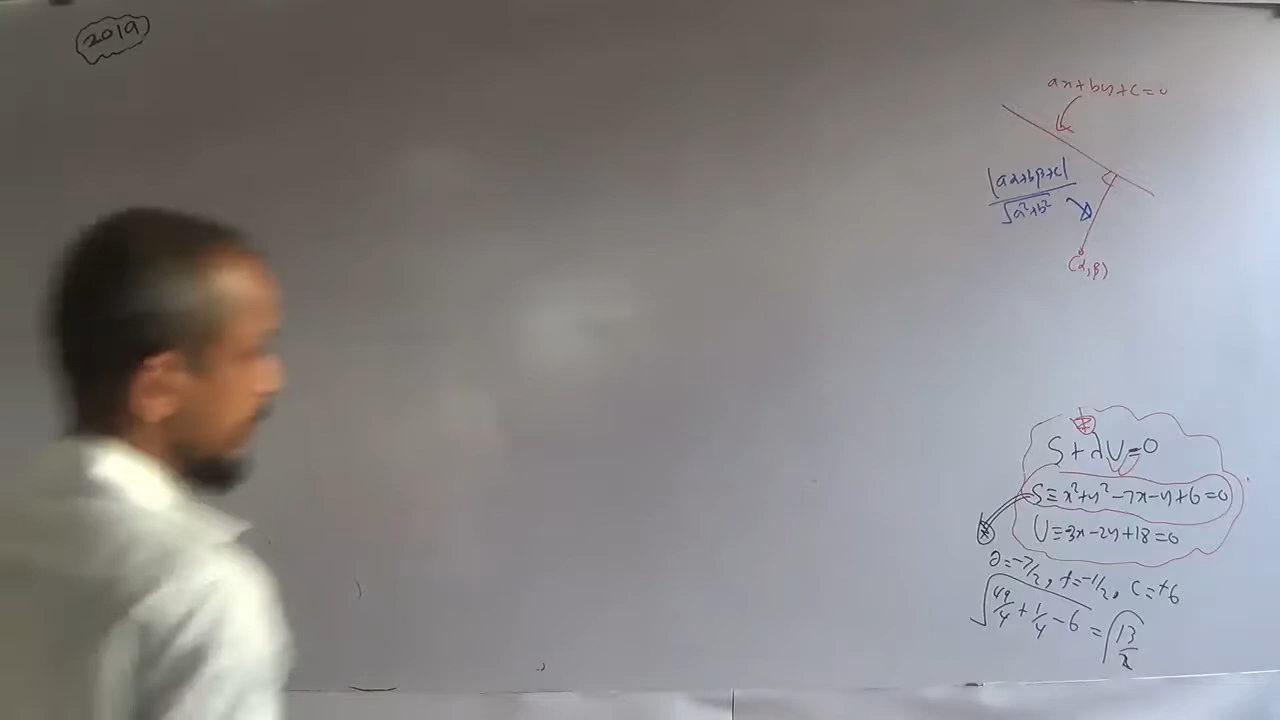 2019
ax+by+c=0
|aα+bβ+c|
√a²+b²
(α,β)
S+λU=0
S≡x²+y²-7x-y+6=0
U≡3x-2y+18=0
g=-7/2, f=-1/2, c=+6
√49/4+1/4-6=√13/2